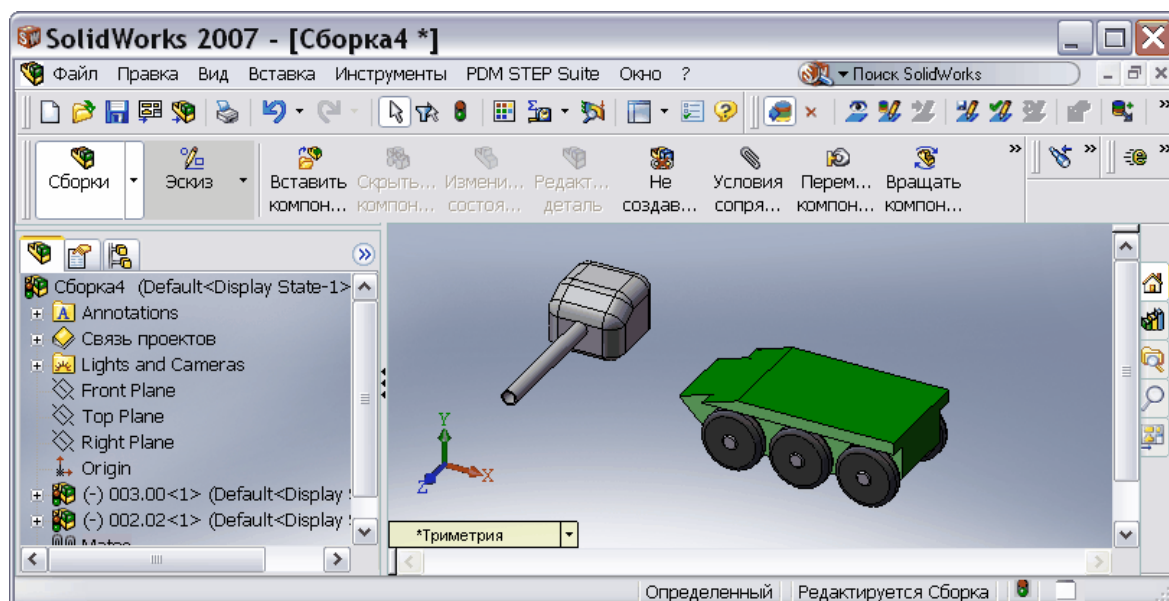 SolidWorks 2007 - [Сборка4 *]
Файл Правка Вид Вставка Инструменты PDM STEP Suite Окно ? Поиск SolidWorks
Сборки Эскиз Вставить компон... Скрыть... компон... Измени... состоя... Редакт... деталь Не создав... Условия сопря... Перем... компон... Вращать компон...
Сборка4 (Default<Display State-1>
Annotations
Связь проектов
Lights and Cameras
Front Plane
Top Plane
Right Plane
Origin
(-) 003.00<1> (Default<Display
(-) 002.02<1> (Default<Display
Mates
Y
X
Z
*Триметрия
Определенный Редактируется Сборка